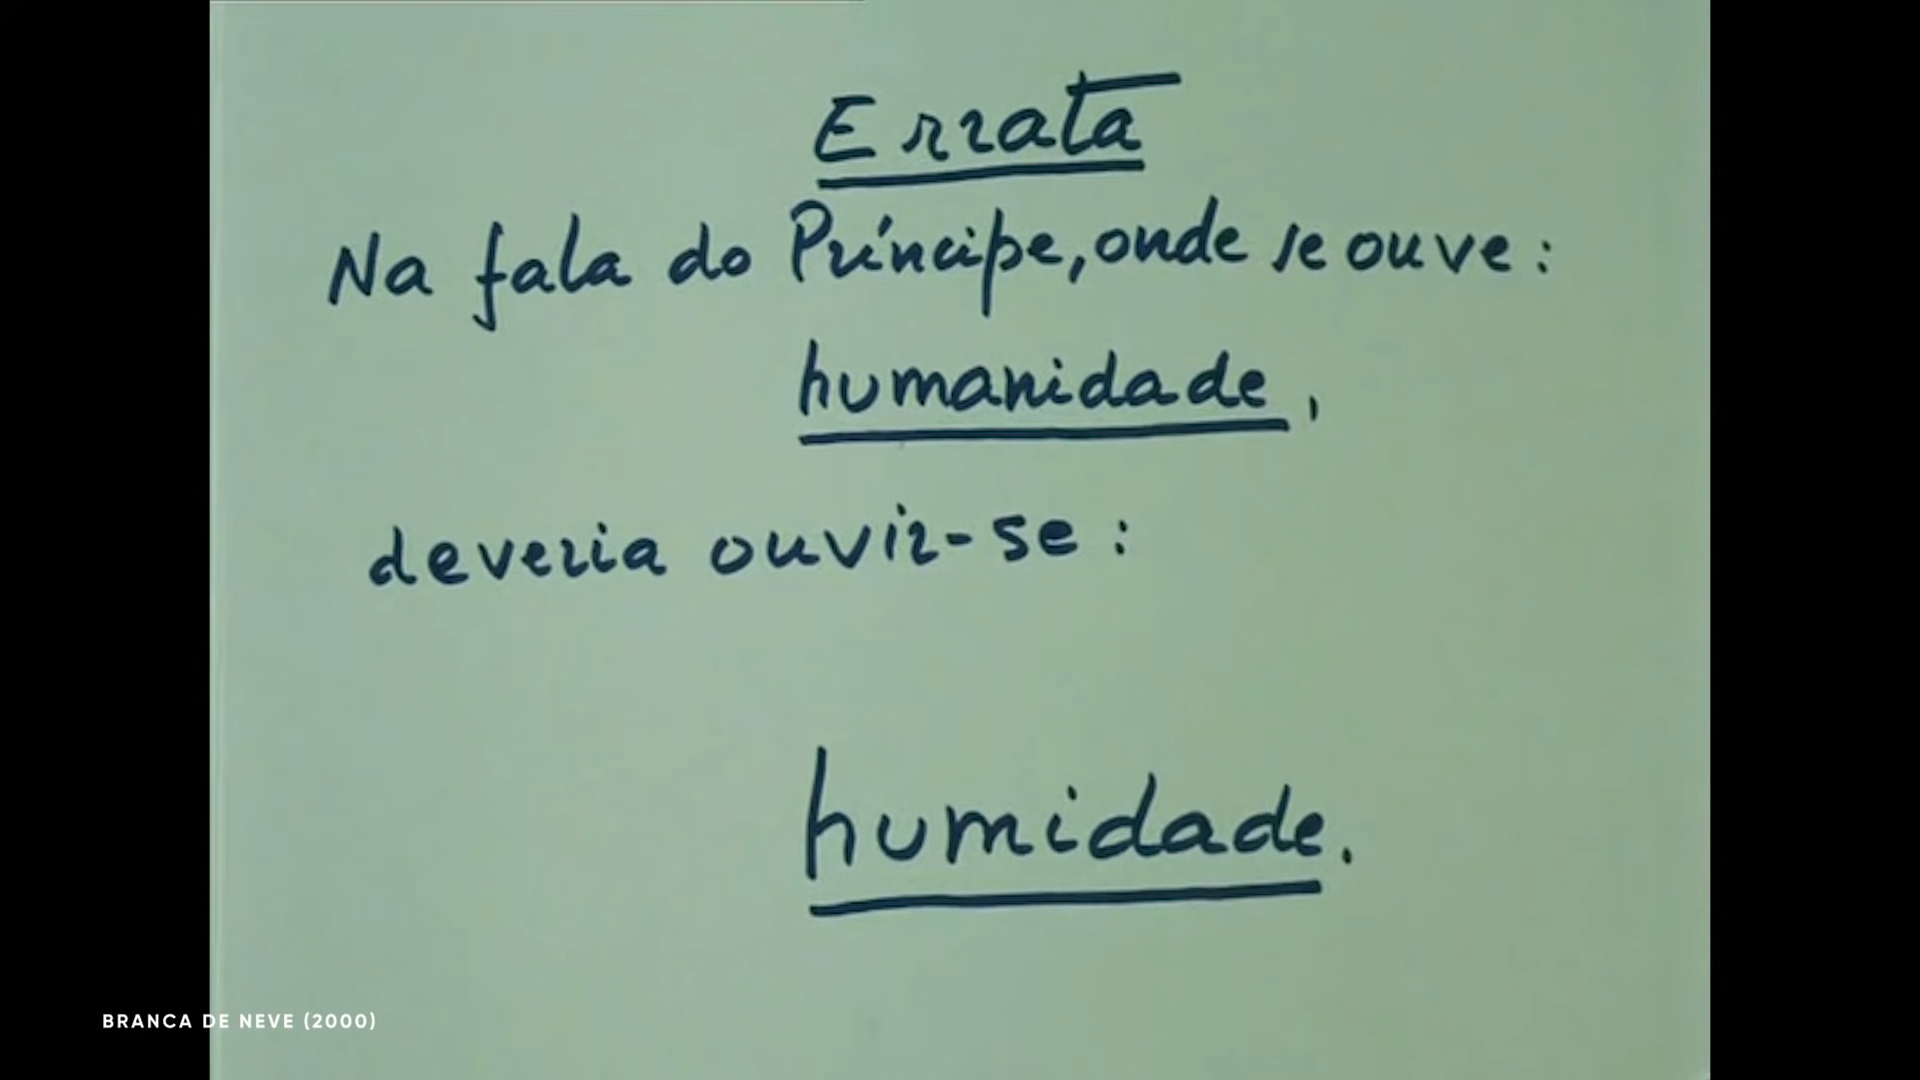 Errata
Na fala do Príncipe, onde se ouve:
humanidade,
deveria ouvir-se:
humidade.
BRANCA DE NEVE (2000)